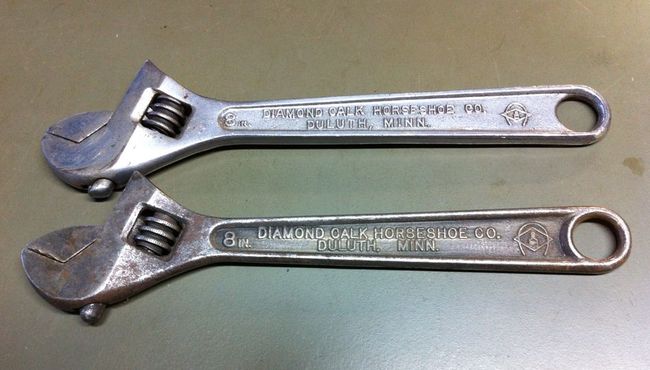 8 IN. DIAMOND CALK HORSESHOE CO.
DULUTH, MINN.
8 IN. DIAMOND CALK HORSESHOE CO.
DULUTH, MINN.